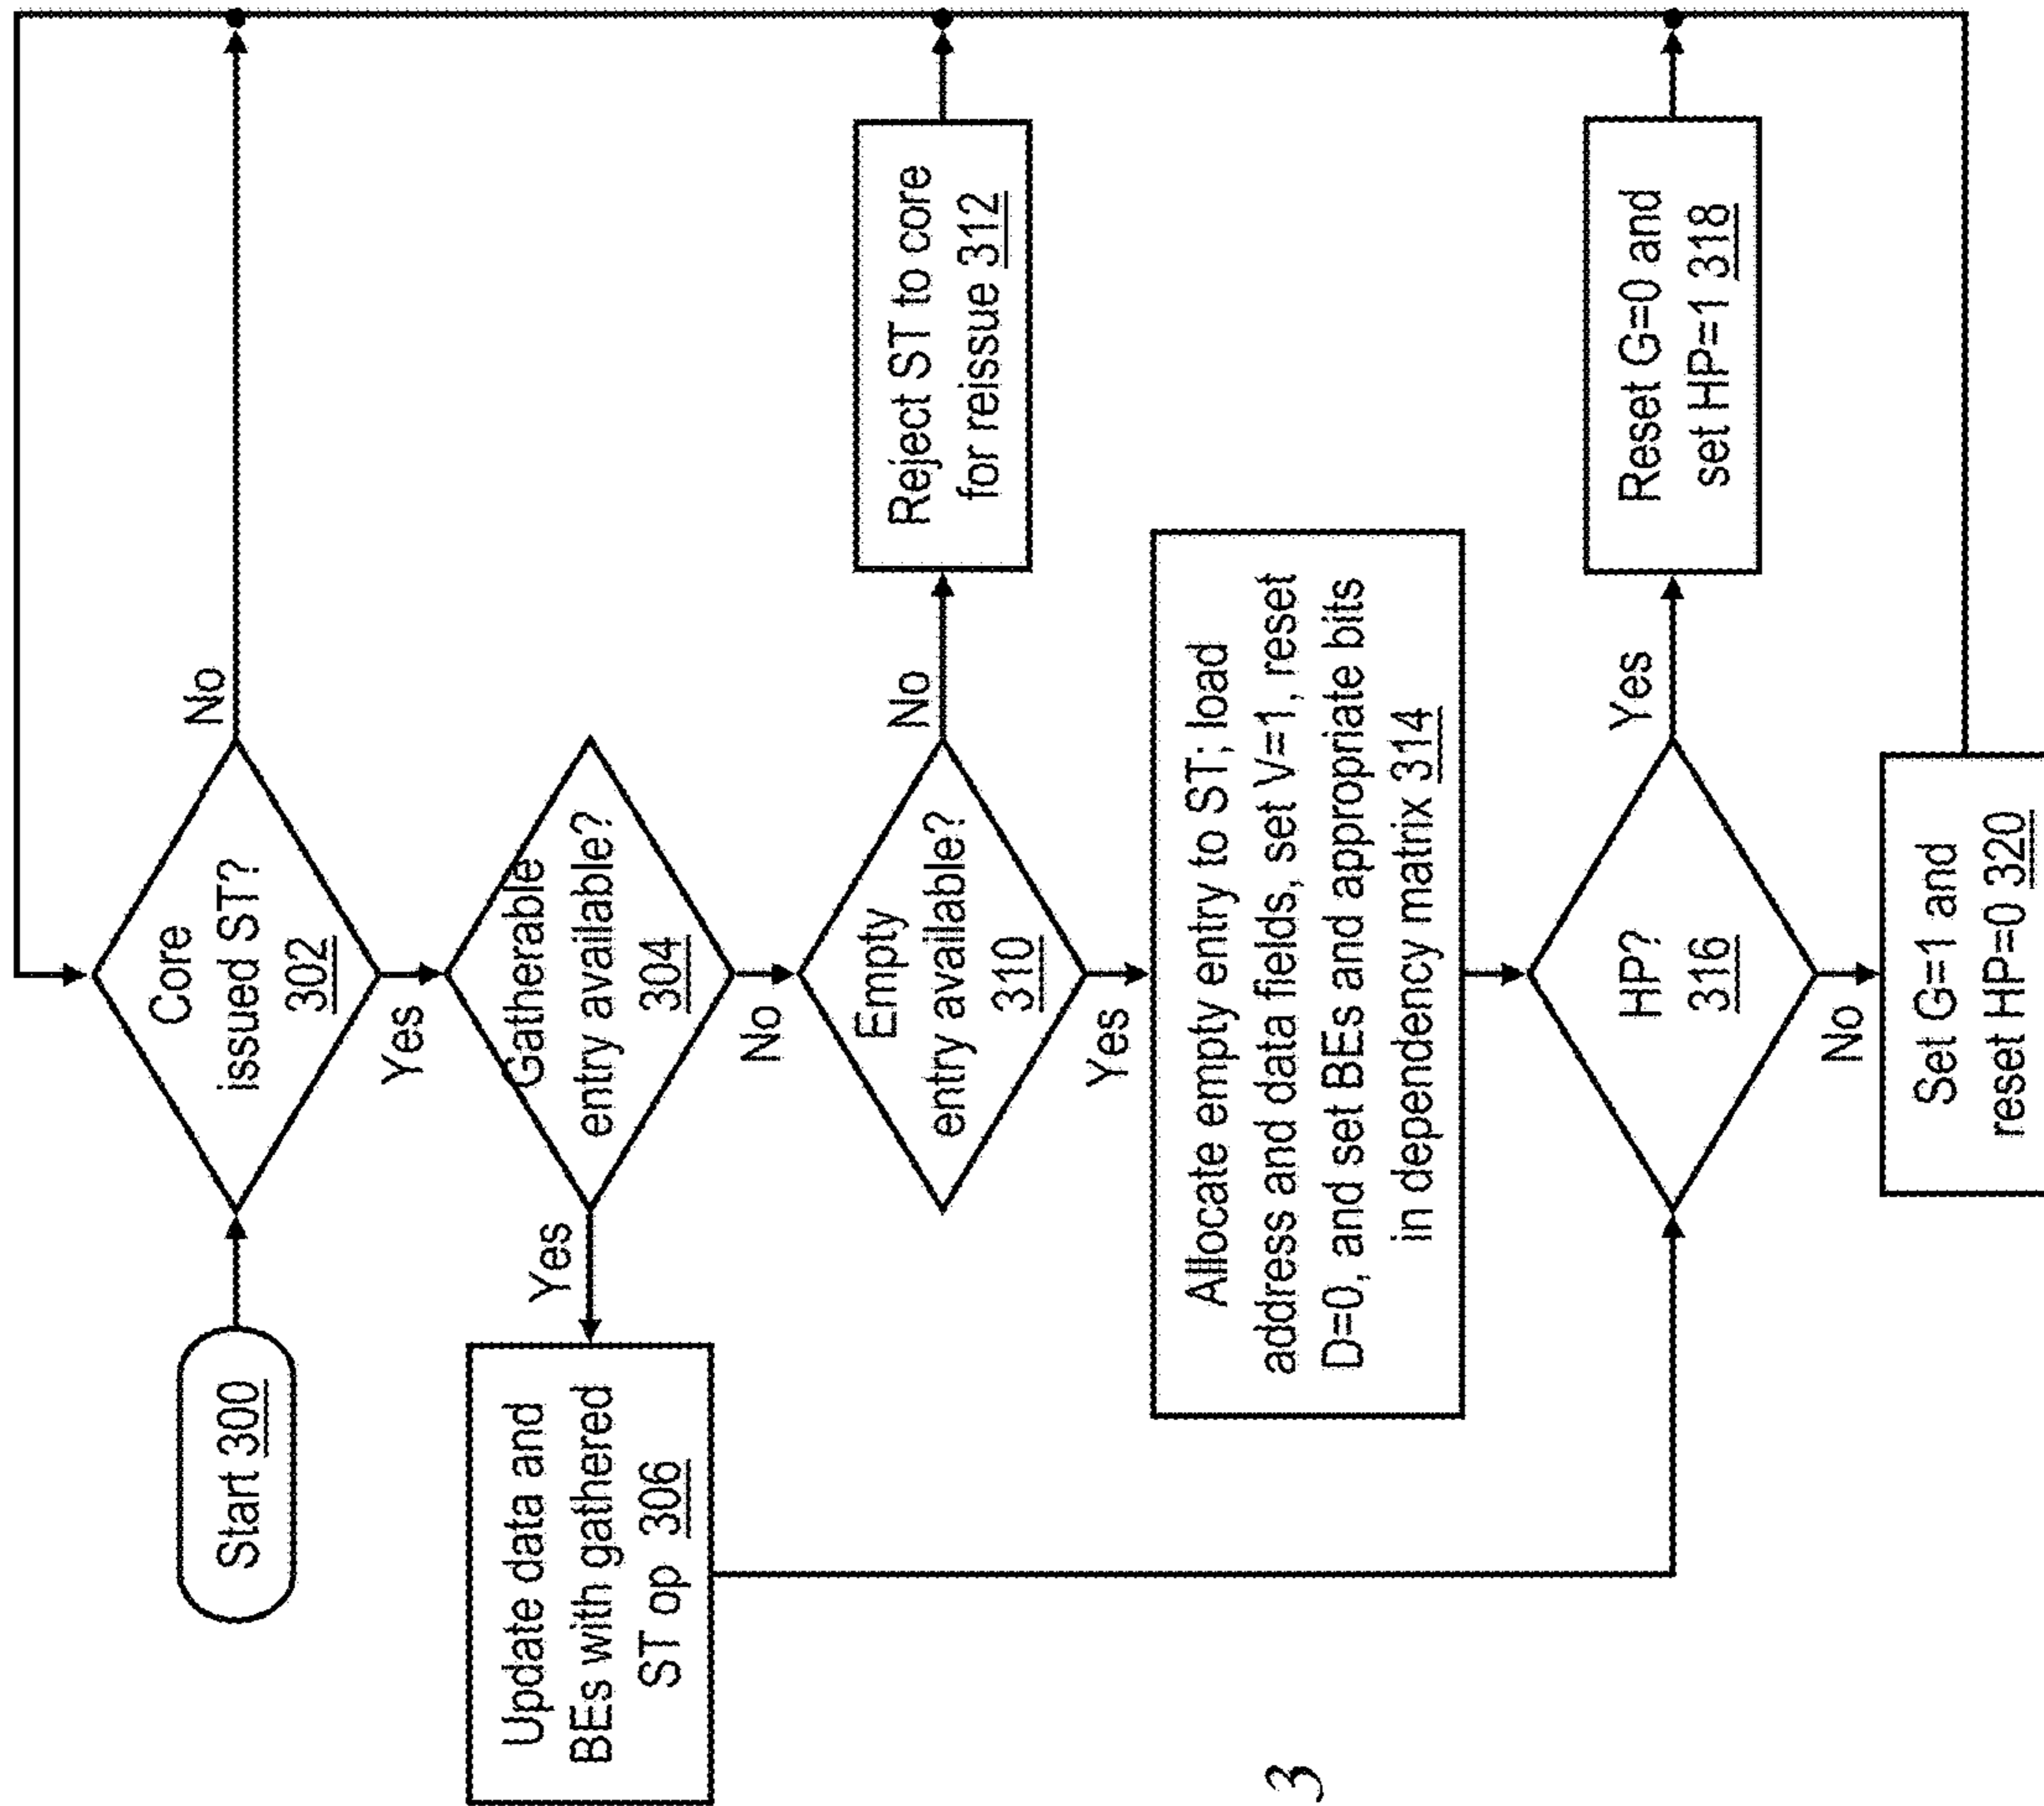 Start 300
Core
issued ST?
302
No
Yes
Gatherable
entry available?
304
Yes
Update data and
BEs with gathered
ST op 306
No
Empty
entry available?
310
No
Reject ST to core
for reissue 312
Yes
Allocate empty entry to ST; load
address and data fields, set V=1, reset
D=0, and set BEs and appropriate bits
in dependency matrix 314
HP?
316
Yes
Reset G=0 and
set HP=1 318
No
Set G=1 and
reset HP=0 320
3